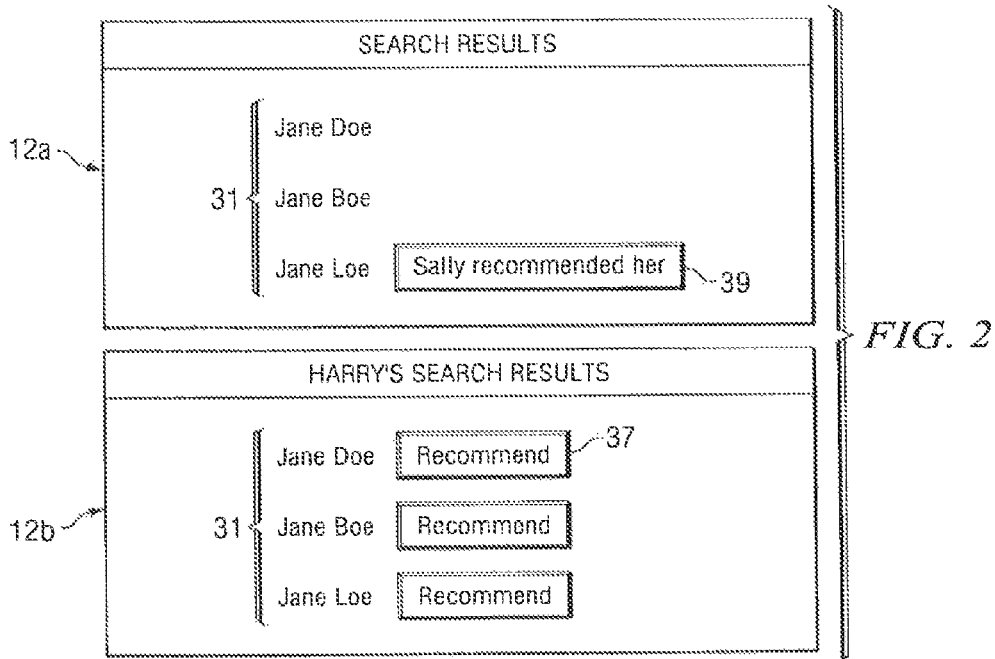 SEARCH RESULTS
Jane Doe
12a
31
Jane Boe
Jane Loe
Sally recommended her
39
FIG. 2
HARRY'S SEARCH RESULTS
Jane Doe
Recommend
37
12b
31
Jane Boe
Recommend
Jane Loe
Recommend